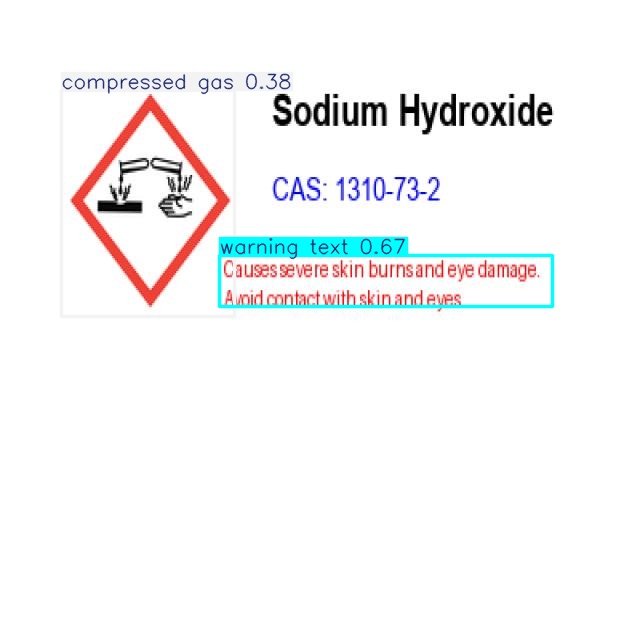 compressed gas 0.38
Sodium Hydroxide
CAS: 1310-73-2
warning text 0.67
Causes severe skin burns and eye damage.
Avoid contact with skin and eyes